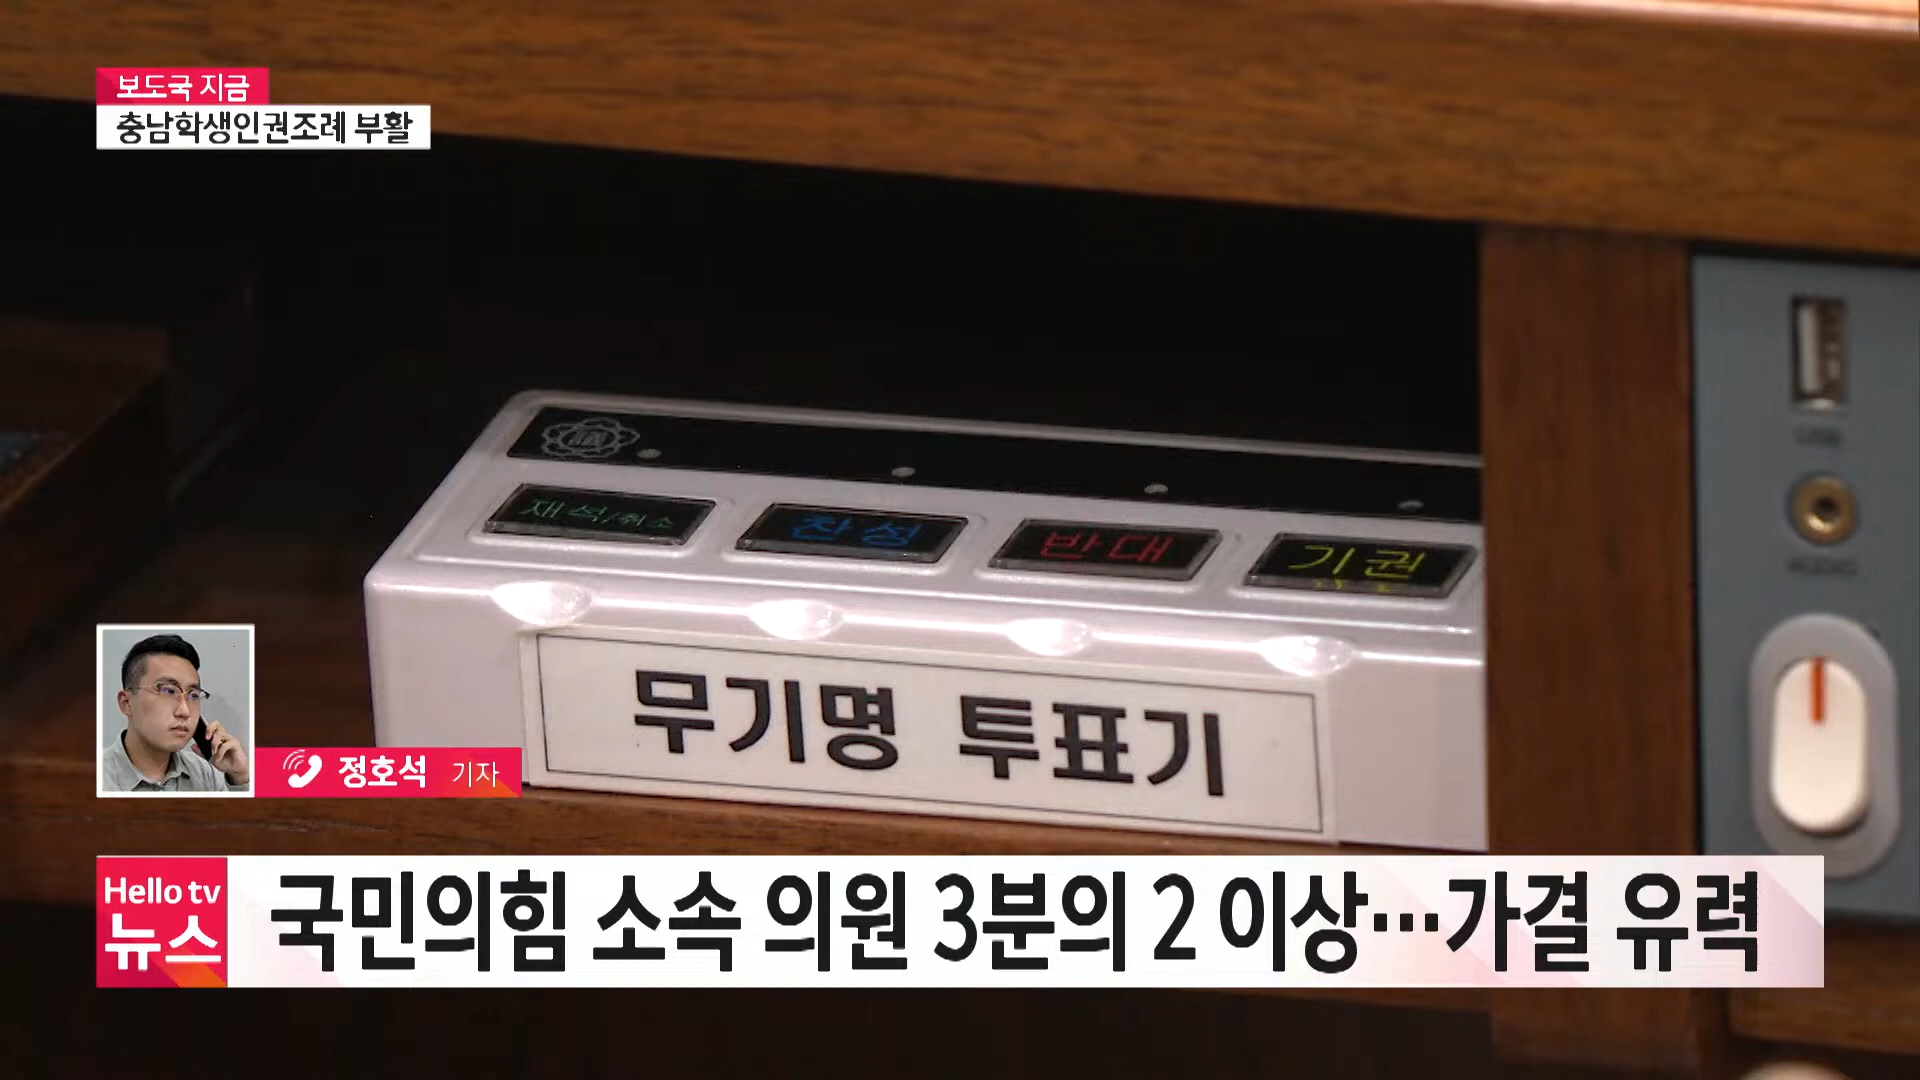 보도국 지금
충남학생인권조례 부활
재석/취소
찬성
반대
기권
무기명 투표기
USB
AUDIO
정호석 기자
Hello tv
뉴스
국민의힘 소속 의원 3분의 2 이상…가결 유력